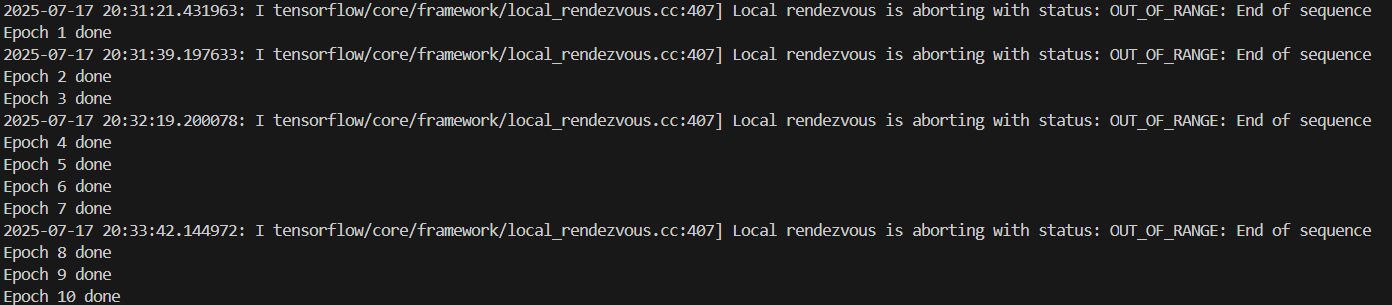 2025-07-17 20:31:21.431963: I tensorflow/core/framework/local_rendezvous.cc:407] Local rendezvous is aborting with status: OUT_OF_RANGE: End of sequence
Epoch 1 done
2025-07-17 20:31:39.197633: I tensorflow/core/framework/local_rendezvous.cc:407] Local rendezvous is aborting with status: OUT_OF_RANGE: End of sequence
Epoch 2 done
Epoch 3 done
2025-07-17 20:32:19.200078: I tensorflow/core/framework/local_rendezvous.cc:407] Local rendezvous is aborting with status: OUT_OF_RANGE: End of sequence
Epoch 4 done
Epoch 5 done
Epoch 6 done
Epoch 7 done
2025-07-17 20:33:42.144972: I tensorflow/core/framework/local_rendezvous.cc:407] Local rendezvous is aborting with status: OUT_OF_RANGE: End of sequence
Epoch 8 done
Epoch 9 done
Epoch 10 done